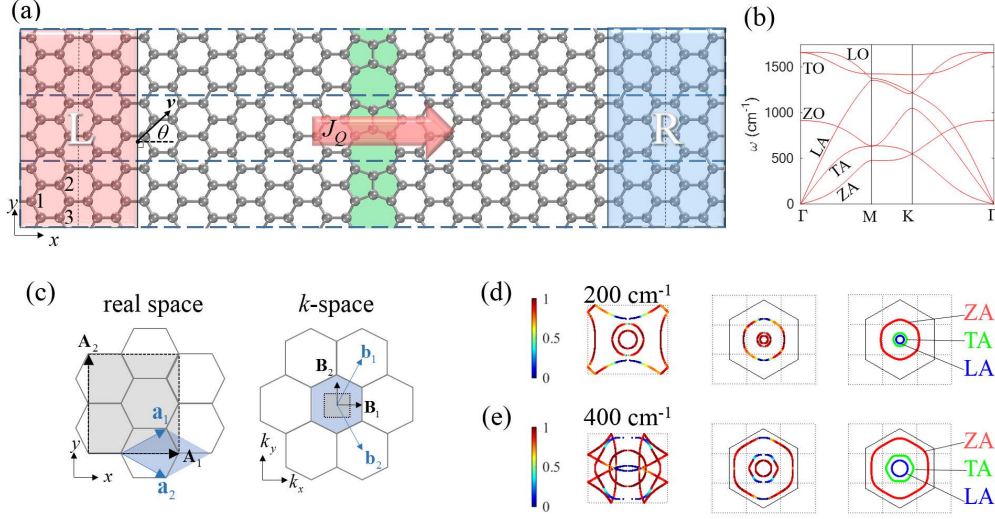 (a)
L
v
θ
J_Q
R
2
1
3
y
x
(b)
ω (cm⁻¹)
1500
1000
500
0
TO
LO
ZO
LA
TA
ZA
Γ M K Γ
(c)
real space
A₂
a₁
A₁
a₂
y
x
k-space
b₁
B₂
B₁
b₂
k_y
k_x
(d)
1
0.5
0
200 cm⁻¹
ZA
TA
LA
(e)
1
0.5
0
400 cm⁻¹
ZA
TA
LA